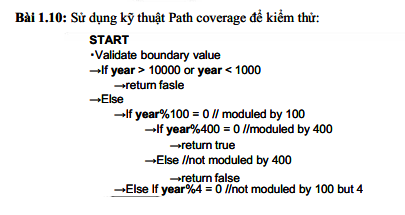 Bài 1.10: Sử dụng kỹ thuật Path coverage để kiểm thử:
START
•Validate boundary value
→If year > 10000 or year < 1000
→return fasle
→Else
→If year%100 = 0 // moduled by 100
→If year%400 = 0 //moduled by 400
→return true
→Else //not moduled by 400
→return false
→Else If year%4 = 0 //not moduled by 100 but 4